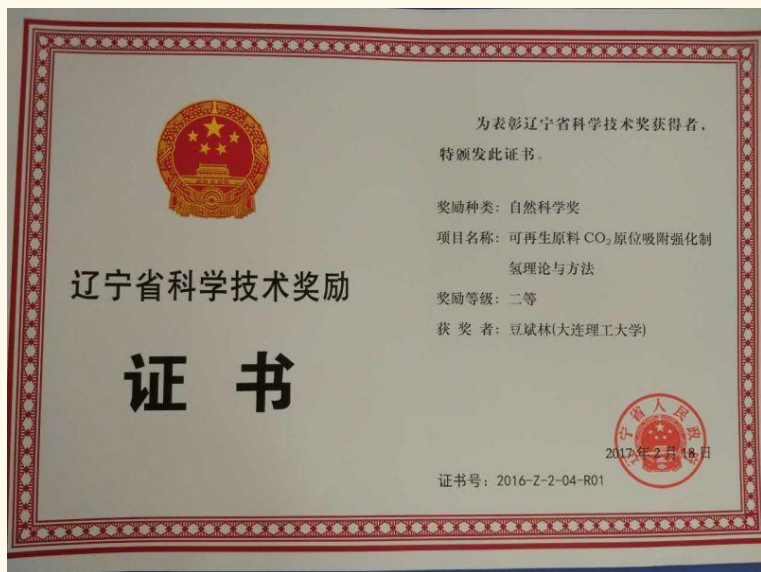 辽宁省科学技术奖励
证书
为表彰辽宁省科学技术奖获得者,
特颁发此证书。
奖励种类: 自然科学奖
项目名称: 可再生原料CO₂原位吸附强化制
氢理论与方法
奖励等级: 二等
获 奖 者: 豆斌林(大连理工大学)
辽宁省人民政府
2017年2月18日
证书号: 2016-Z-2-04-R01